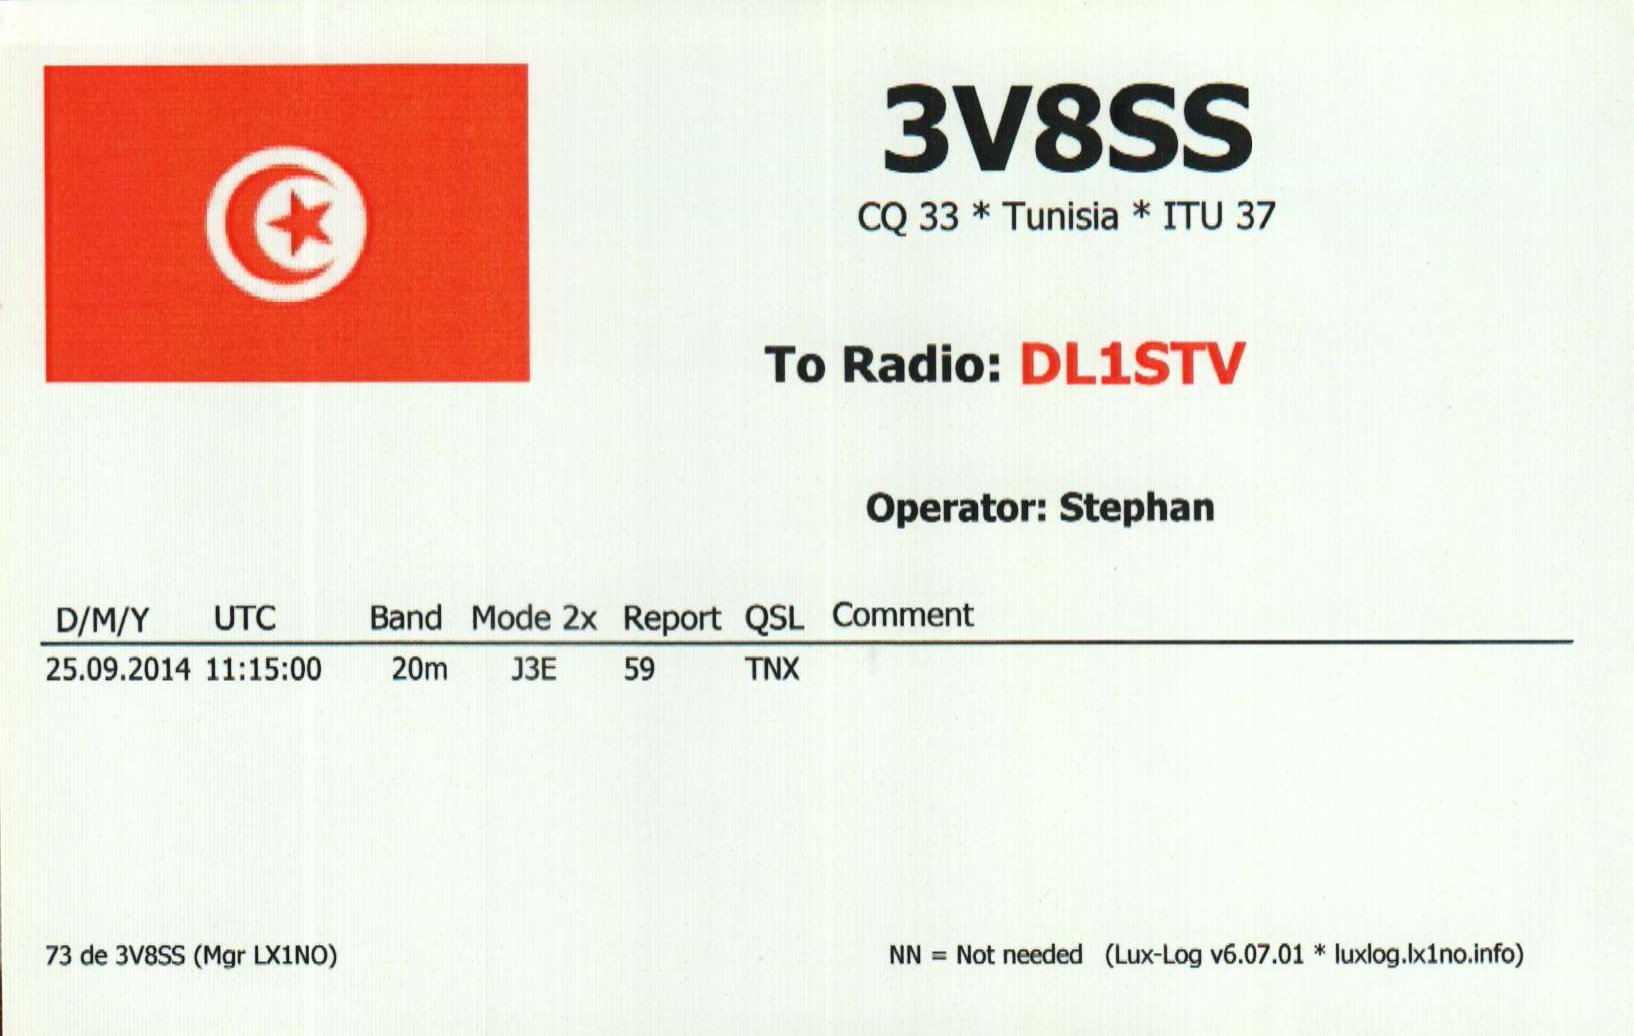 3V8SS
CQ 33 * Tunisia * ITU 37
To Radio: DL1STV
Operator: Stephan
D/M/Y UTC Band Mode 2x Report QSL Comment
25.09.2014 11:15:00 20m J3E 59 TNX
73 de 3V8SS (Mgr LX1NO) NN = Not needed (Lux-Log v6.07.01 * luxlog.lx1no.info)